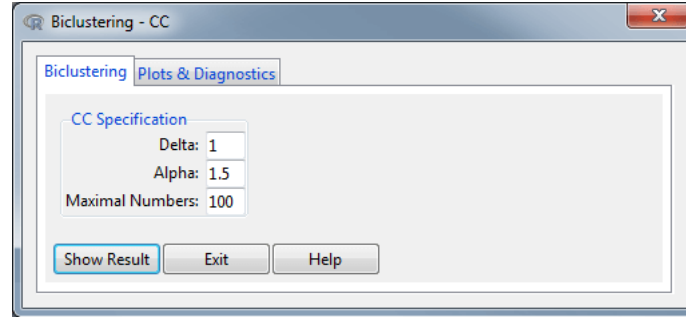 Biclustering - CC
Biclustering Plots & Diagnostics
CC Specification
Delta: 1
Alpha: 1.5
Maximal Numbers: 100
Show Result Exit Help